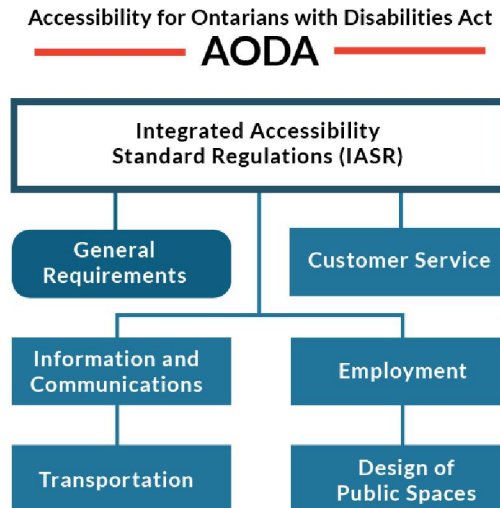 Accessibility for Ontarians with Disabilities Act
AODA
Integrated Accessibility
Standard Regulations (IASR)
General
Requirements
Customer Service
Information and
Communications
Employment
Transportation
Design of
Public Spaces